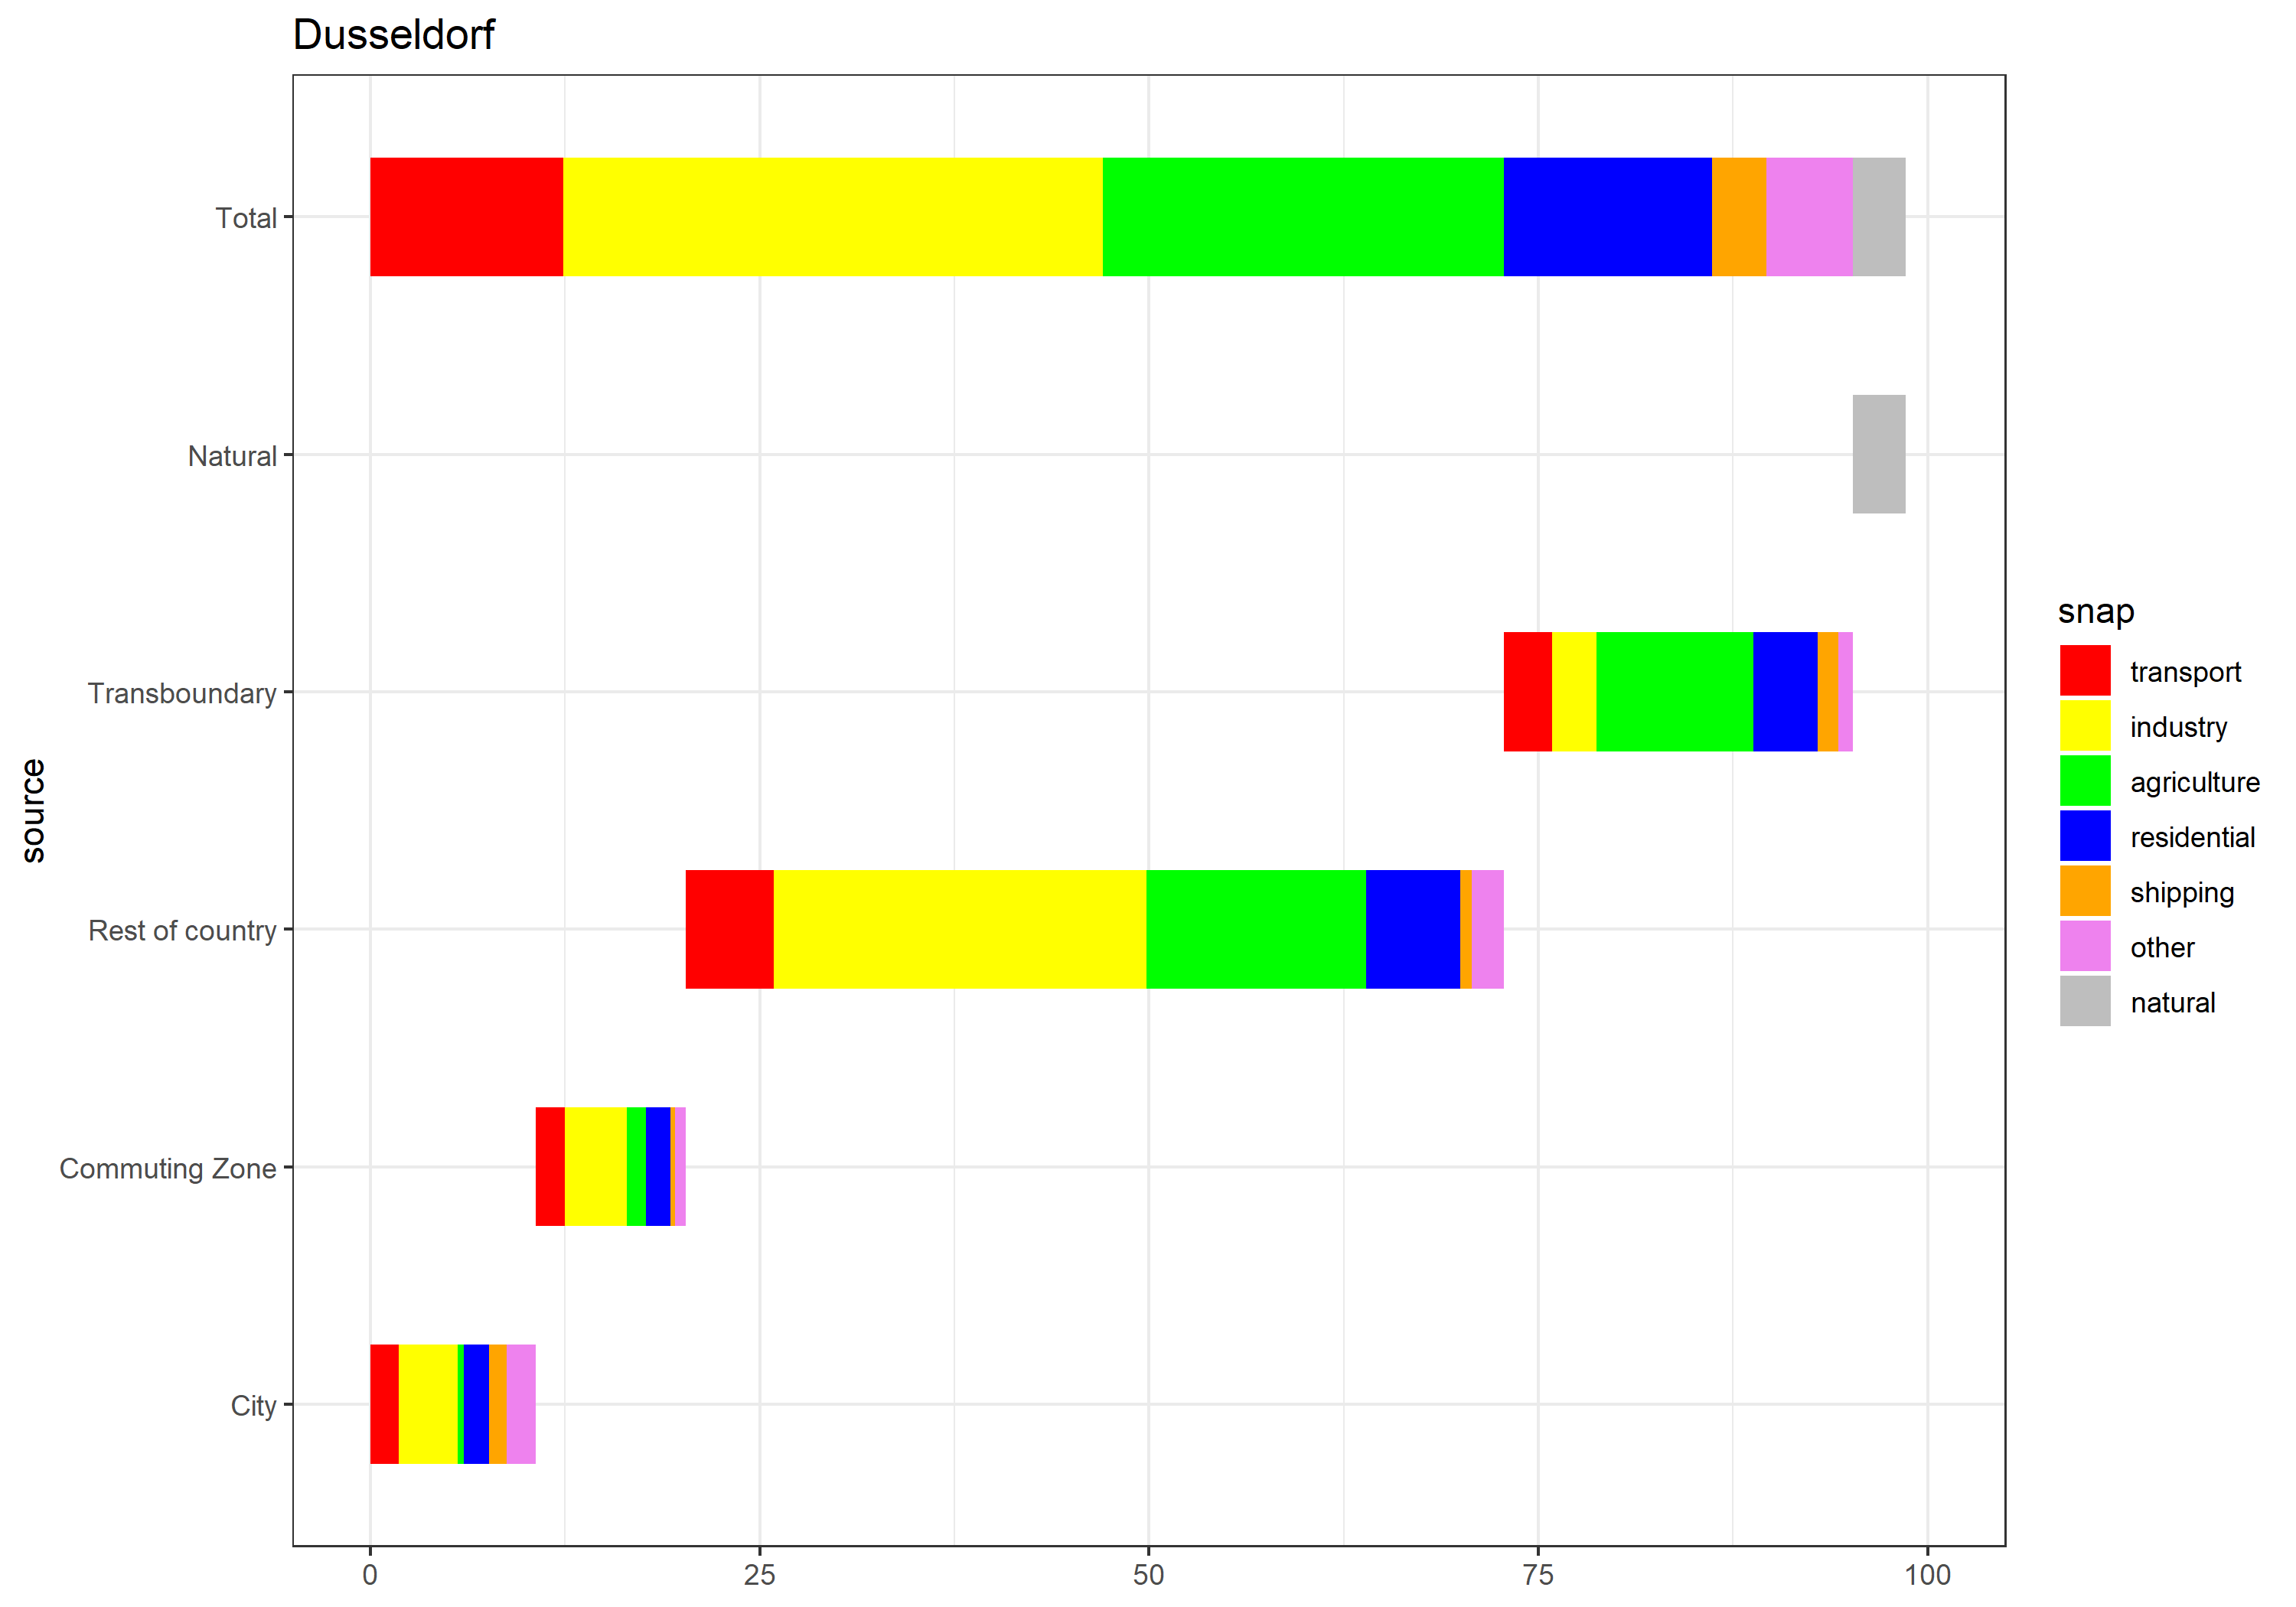 Dusseldorf
Total
Natural
Transboundary
Rest of country
Commuting Zone
City
source
0 25 50 75 100
snap
transport
industry
agriculture
residential
shipping
other
natural